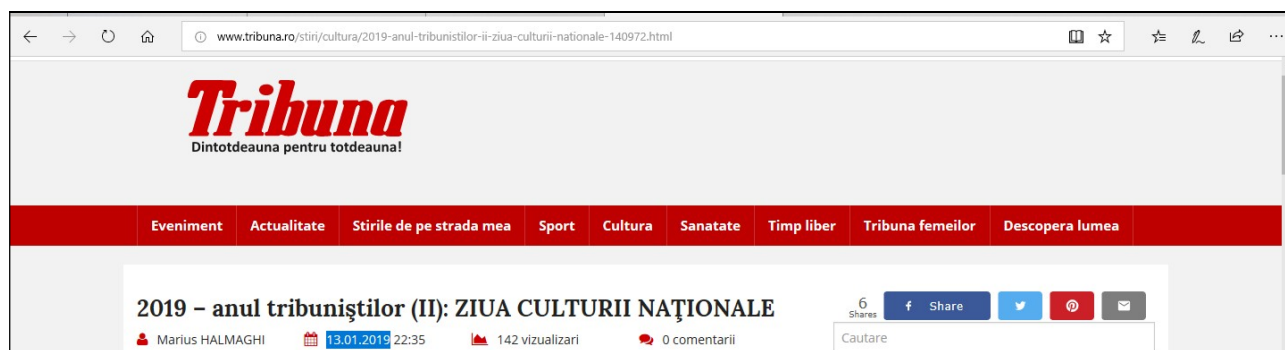 www.tribuna.ro/stiri/cultura/2019-anul-tribunistilor-ii-ziua-culturii-nationale-140972.html
Tribuna
Dintotdeauna pentru totdeauna!
Eveniment Actualitate Stirile de pe strada mea Sport Cultura Sanatate Timp liber Tribuna femeilor Descopera lumea
2019 – anul tribuniştilor (II): ZIUA CULTURII NAŢIONALE
6
Shares
Share
Marius HALMAGHI 13.01.2019 22:35 142 vizualizari 0 comentarii
Cautare